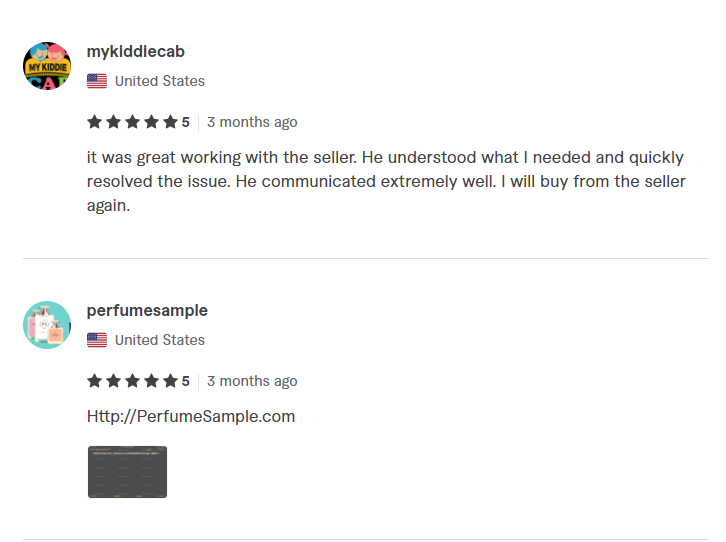 mykiddiecab
MY KIDDIE
CAB
United States
5 3 months ago
it was great working with the seller. He understood what I needed and quickly
resolved the issue. He communicated extremely well. I will buy from the seller
again.
perfumesample
United States
5 3 months ago
Http://PerfumeSample.com